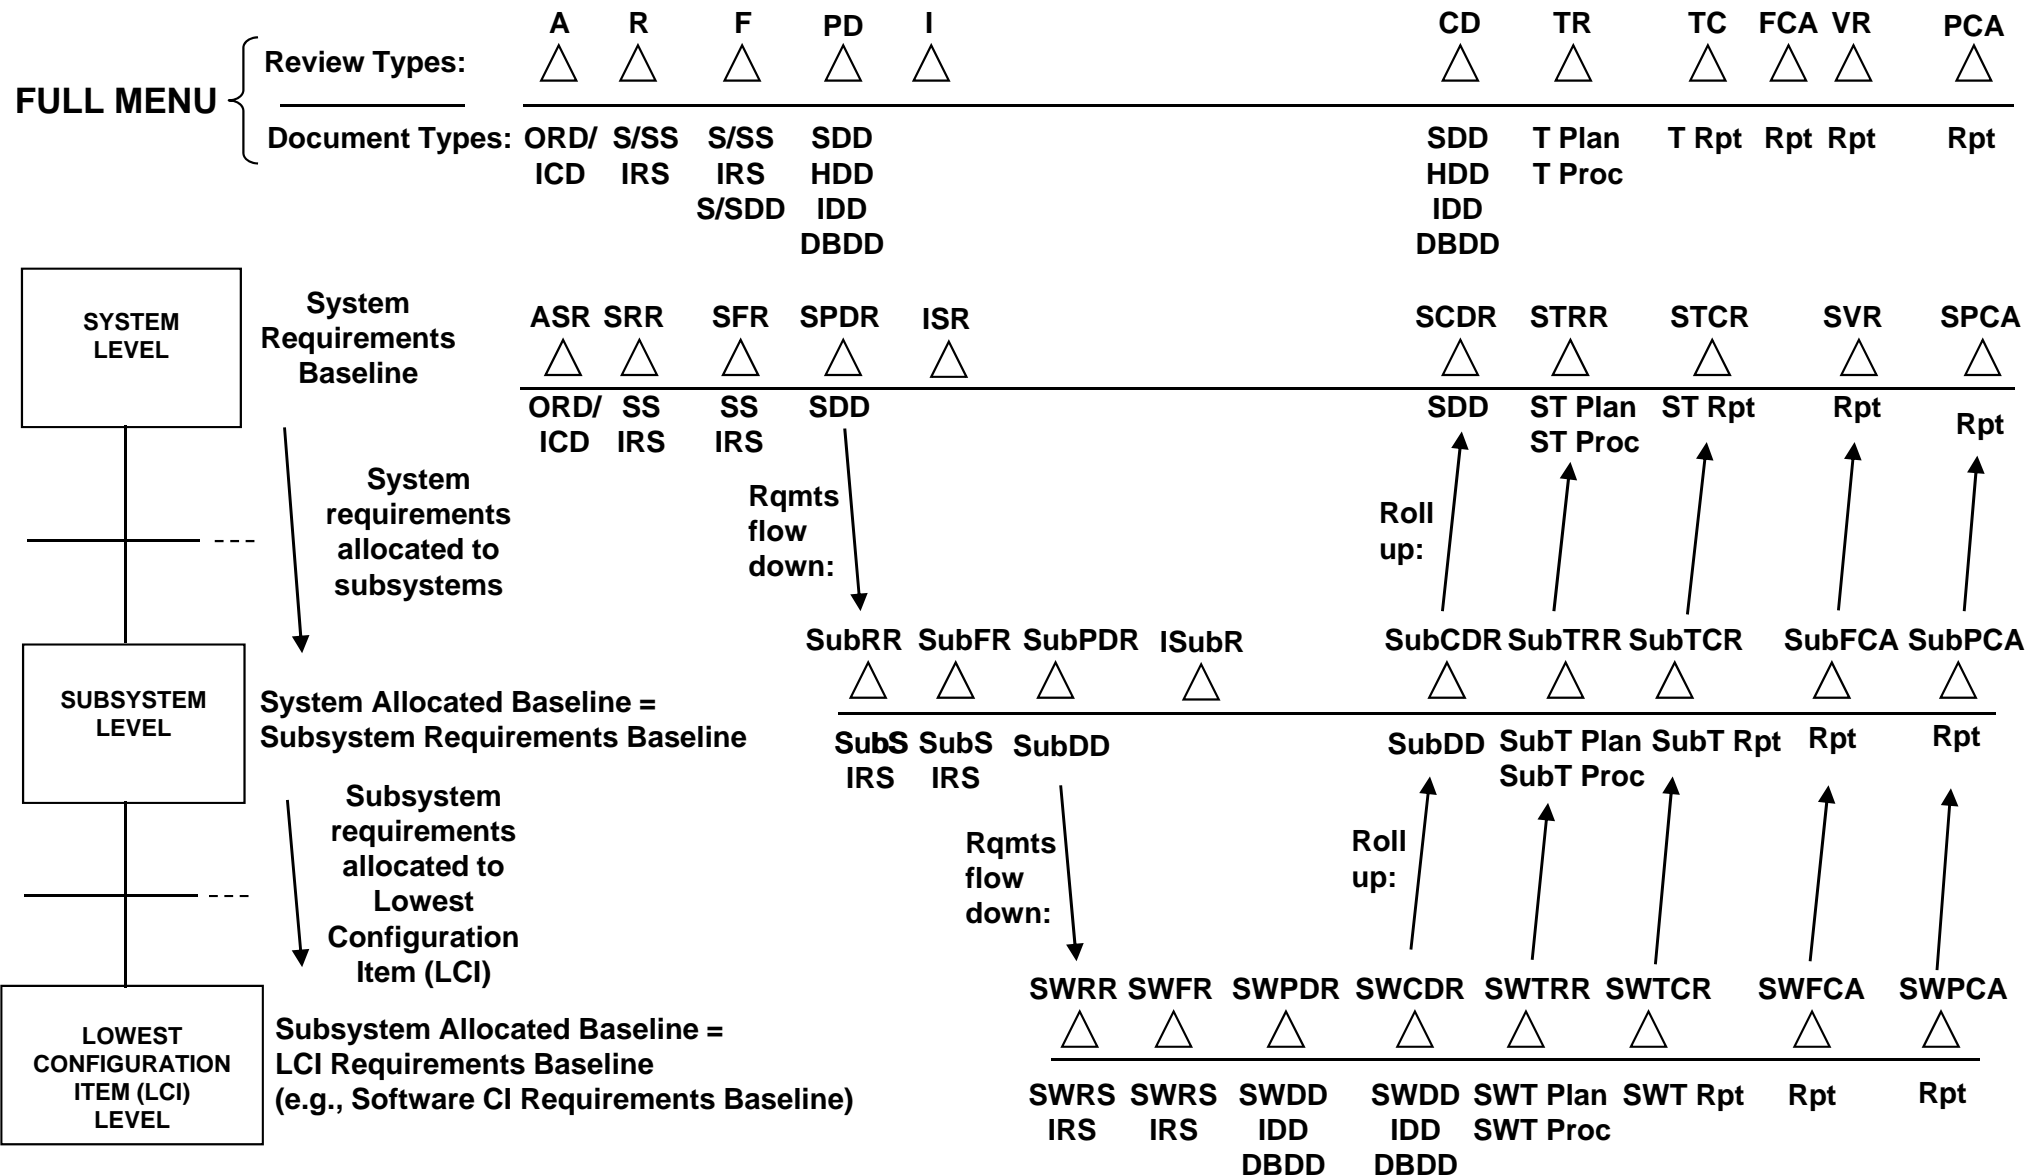 A R F PD I CD TR TC FCA VR PCA
FULL MENU
Review Types:
Document Types:
ORD/ S/SS S/SS SDD SDD T Plan T Rpt Rpt Rpt Rpt
ICD IRS IRS HDD HDD T Proc
S/SDD IDD IDD
DBDD DBDD
SYSTEM
LEVEL
System
Requirements
Baseline
ASR SRR SFR SPDR ISR SCDR STRR STCR SVR SPCA
ORD/ SS SS SDD SDD ST Plan ST Rpt Rpt Rpt
ICD IRS IRS ST Proc
System
requirements
allocated to
subsystems
Rqmts
flow
down:
Roll
up:
SubRR SubFR SubPDR ISubR SubCDR SubTRR SubTCR SubFCA SubPCA
SUBSYSTEM
LEVEL
System Allocated Baseline =
Subsystem Requirements Baseline
SubS SubS SubDD SubDD SubT Plan SubT Rpt Rpt Rpt
IRS IRS SubT Proc
Subsystem
requirements
allocated to
Lowest
Configuration
Item (LCI)
Rqmts
flow
down:
Roll
up:
SWRR SWFR SWPDR SWCDR SWTRR SWTCR SWFCA SWPCA
LOWEST
CONFIGURATION
ITEM (LCI)
LEVEL
Subsystem Allocated Baseline =
LCI Requirements Baseline
(e.g., Software CI Requirements Baseline)
SWRS SWRS SWDD SWDD SWT Plan SWT Rpt Rpt Rpt
IRS IRS IDD IDD SWT Proc
DBDD DBDD